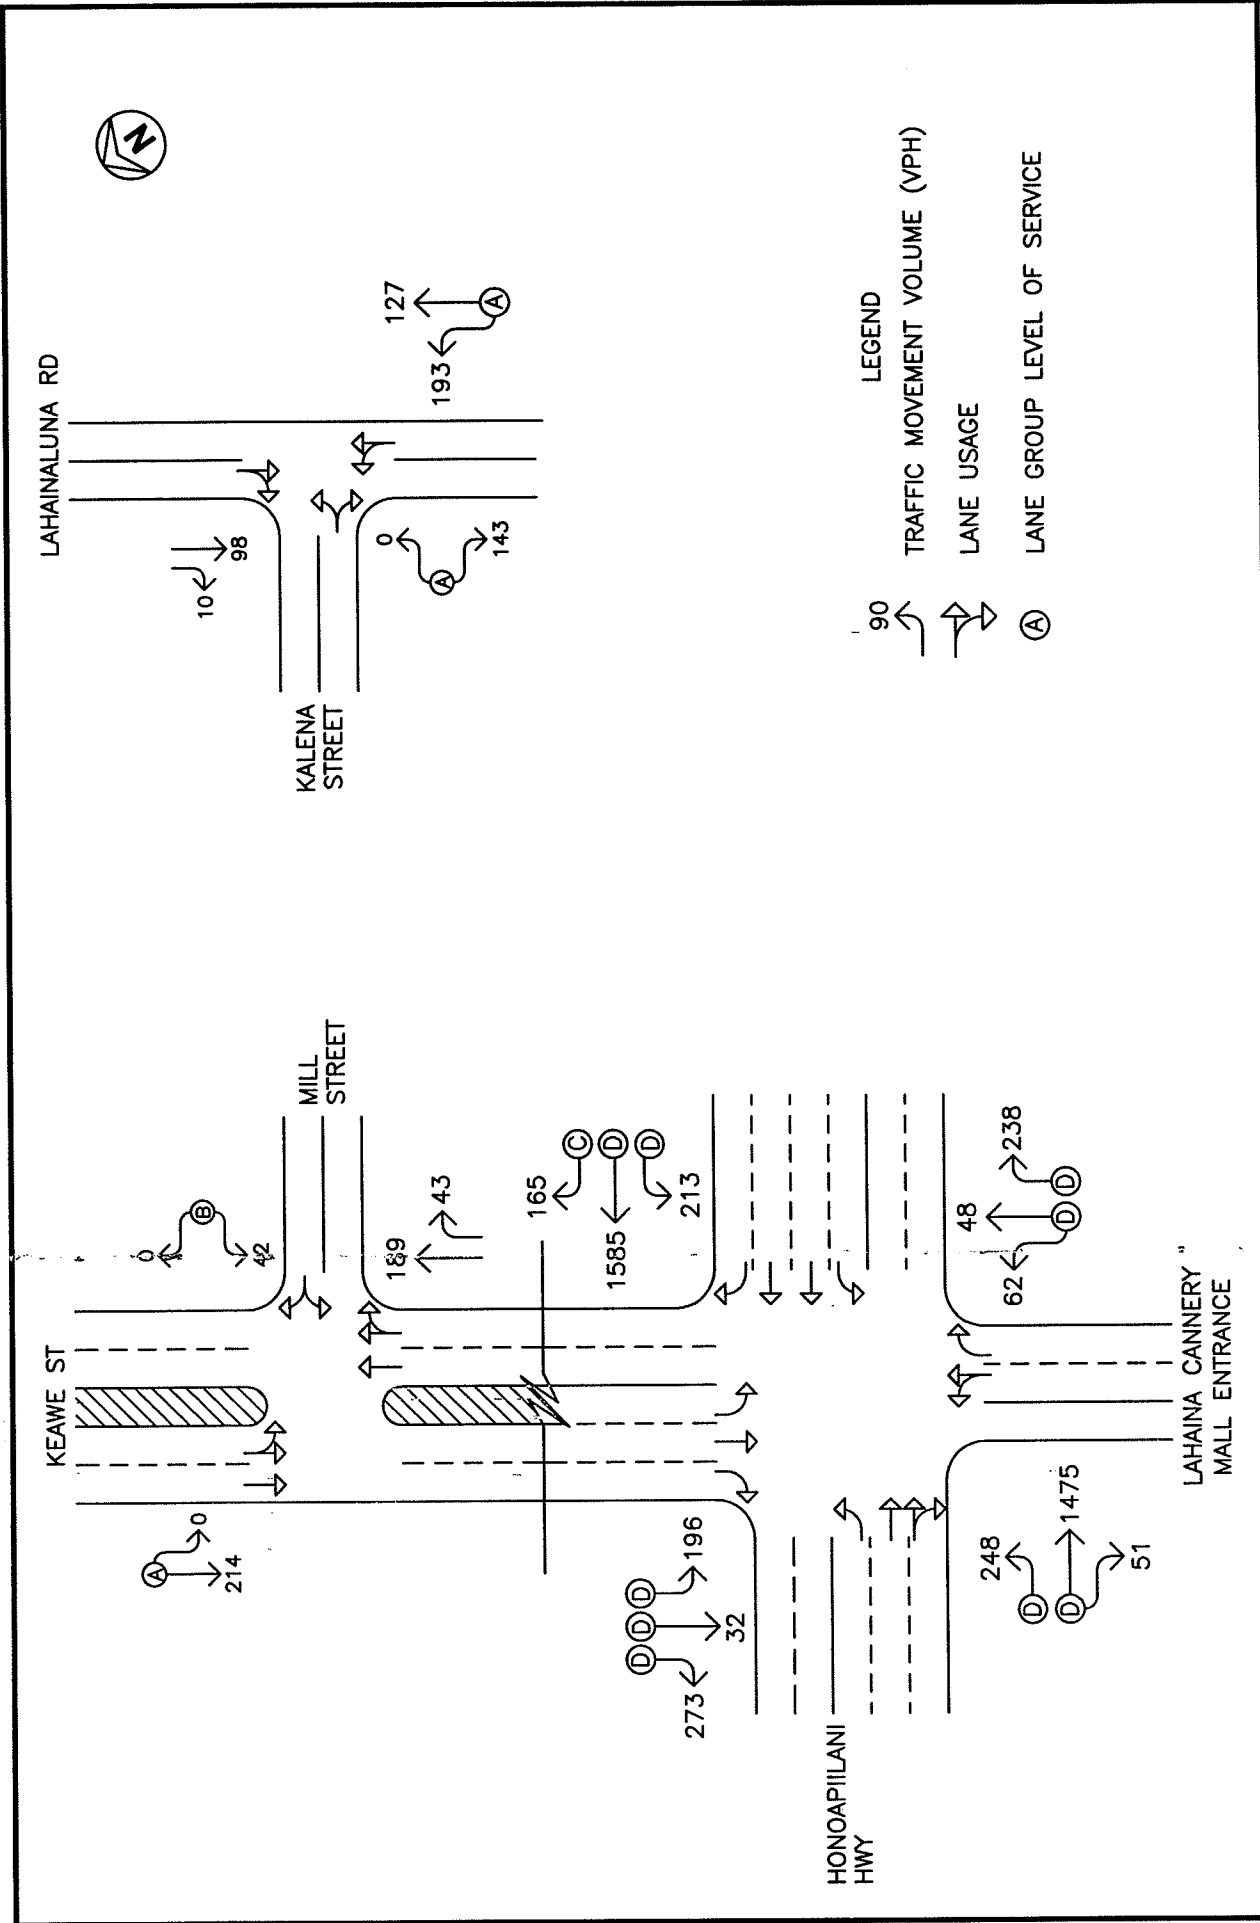 N
LAHAINALUNA RD
10
98
127
193
0
A
143
A
KALENA
STREET
LEGEND
90
TRAFFIC MOVEMENT VOLUME (VPH)
LANE USAGE
A
LANE GROUP LEVEL OF SERVICE
KEAWE ST
0
B
42
MILL
STREET
A
0
214
189
43
165
C
1585
D
D
213
D
D
D
196
32
273
HONOAPIILANI
HWY
248
D
D
1475
51
48
238
62
D
D
LAHAINA CANNERY
MALL ENTRANCE